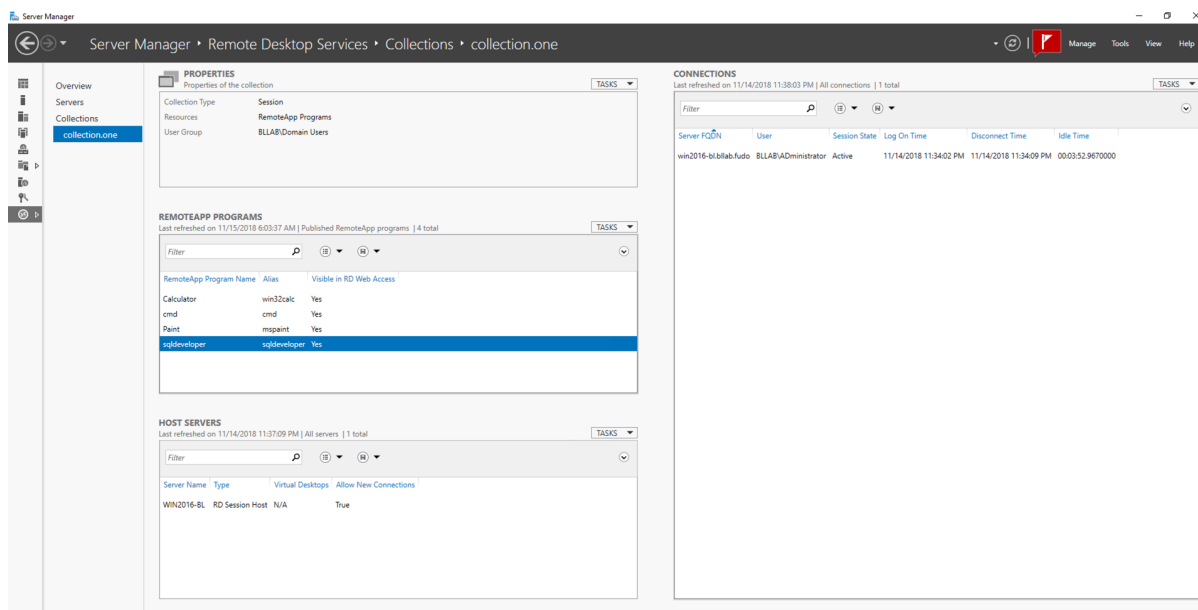 Server Manager
Server Manager ‣ Remote Desktop Services ‣ Collections ‣ collection.one
Manage Tools View Help
Overview
Servers
Collections
collection.one
PROPERTIES
Properties of the collection
TASKS
Collection Type Session
Resources RemoteApp Programs
User Group BLLAB\Domain Users
REMOTEAPP PROGRAMS
Last refreshed on 11/15/2018 6:03:37 AM | Published RemoteApp programs | 4 total
TASKS
Filter
RemoteApp Program Name Alias Visible in RD Web Access
Calculator win32calc Yes
cmd cmd Yes
Paint mspaint Yes
sqldeveloper sqldeveloper Yes
HOST SERVERS
Last refreshed on 11/14/2018 11:37:09 PM | All servers | 1 total
TASKS
Filter
Server Name Type Virtual Desktops Allow New Connections
WIN2016-BL RD Session Host N/A True
CONNECTIONS
Last refreshed on 11/14/2018 11:38:03 PM | All connections | 1 total
TASKS
Filter
Server FQDN User Session State Log On Time Disconnect Time Idle Time
win2016-bl.bllab.fudo BLLAB\ADministrator Active 11/14/2018 11:34:02 PM 11/14/2018 11:34:09 PM 00:03:52.9670000